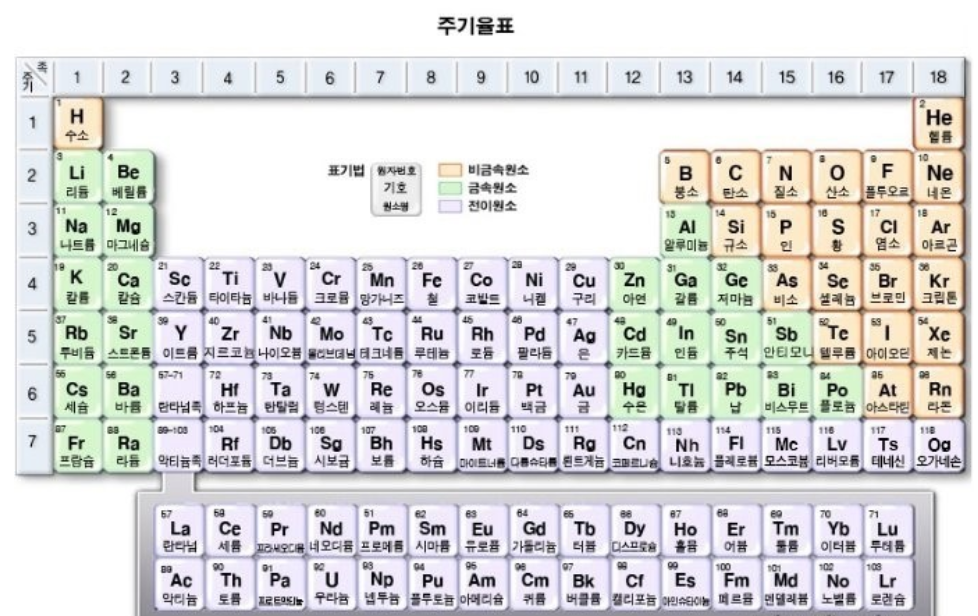 주기율표
족 주기 1 2 3 4 5 6 7 8 9 10 11 12 13 14 15 16 17 18
1
1 H 수소
2 He 헬륨
2
3 Li 리튬
4 Be 베릴륨
표기법
원자번호
기호
원소명
비금속원소
금속원소
전이원소
5 B 붕소
6 C 탄소
7 N 질소
8 O 산소
9 F 플루오르
10 Ne 네온
3
11 Na 나트륨
12 Mg 마그네슘
13 Al 알루미늄
14 Si 규소
15 P 인
16 S 황
17 Cl 염소
18 Ar 아르곤
4
19 K 칼륨
20 Ca 칼슘
21 Sc 스칸듐
22 Ti 타이타늄
23 V 바나듐
24 Cr 크로뮴
25 Mn 망가니즈
26 Fe 철
27 Co 코발트
28 Ni 니켈
29 Cu 구리
30 Zn 아연
31 Ga 갈륨
32 Ge 저마늄
33 As 비소
34 Se 셀레늄
35 Br 브로민
36 Kr 크립톤
5
37 Rb 루비듐
38 Sr 스트론튬
39 Y 이트륨
40 Zr 지르코늄
41 Nb 나이오븀
42 Mo 몰리브데넘
43 Tc 테크네튬
44 Ru 루테늄
45 Rh 로듐
46 Pd 팔라듐
47 Ag 은
48 Cd 카드뮴
49 In 인듐
50 Sn 주석
51 Sb 안티모니
52 Te 텔루륨
53 I 아이오딘
54 Xe 제논
6
55 Cs 세슘
56 Ba 바륨
57-71 란타넘족
72 Hf 하프늄
73 Ta 탄탈럼
74 W 텅스텐
75 Re 레늄
76 Os 오스뮴
77 Ir 이리듐
78 Pt 백금
79 Au 금
80 Hg 수은
81 Tl 탈륨
82 Pb 납
83 Bi 비스무트
84 Po 폴로늄
85 At 아스타틴
86 Rn 라돈
7
87 Fr 프랑슘
88 Ra 라듐
89-103 악티늄족
104 Rf 러더포듐
105 Db 더브늄
106 Sg 시보귬
107 Bh 보륨
108 Hs 하슘
109 Mt 마이트너륨
110 Ds 다름슈타튬
111 Rg 뢴트게늄
112 Cn 코페르니슘
113 Nh 니호늄
114 Fl 플레로븀
115 Mc 모스코븀
116 Lv 리버모륨
117 Ts 테네신
118 Og 오가네손
57 La 란타넘
58 Ce 세륨
59 Pr 프라세오디뮴
60 Nd 네오디뮴
61 Pm 프로메튬
62 Sm 시마륨
63 Eu 유로퓸
64 Gd 가돌리늄
65 Tb 터븀
66 Dy 디스프로슘
67 Ho 홀뮴
68 Er 어븀
69 Tm 툴륨
70 Yb 이터븀
71 Lu 루테튬
89 Ac 악티늄
90 Th 토륨
91 Pa 프로트악티늄
92 U 우라늄
93 Np 넵투늄
94 Pu 플루토늄
95 Am 아메리슘
96 Cm 퀴륨
97 Bk 버클륨
98 Cf 캘리포늄
99 Es 아인슈타이늄
100 Fm 페르뮴
101 Md 멘델레븀
102 No 노벨륨
103 Lr 로렌슘